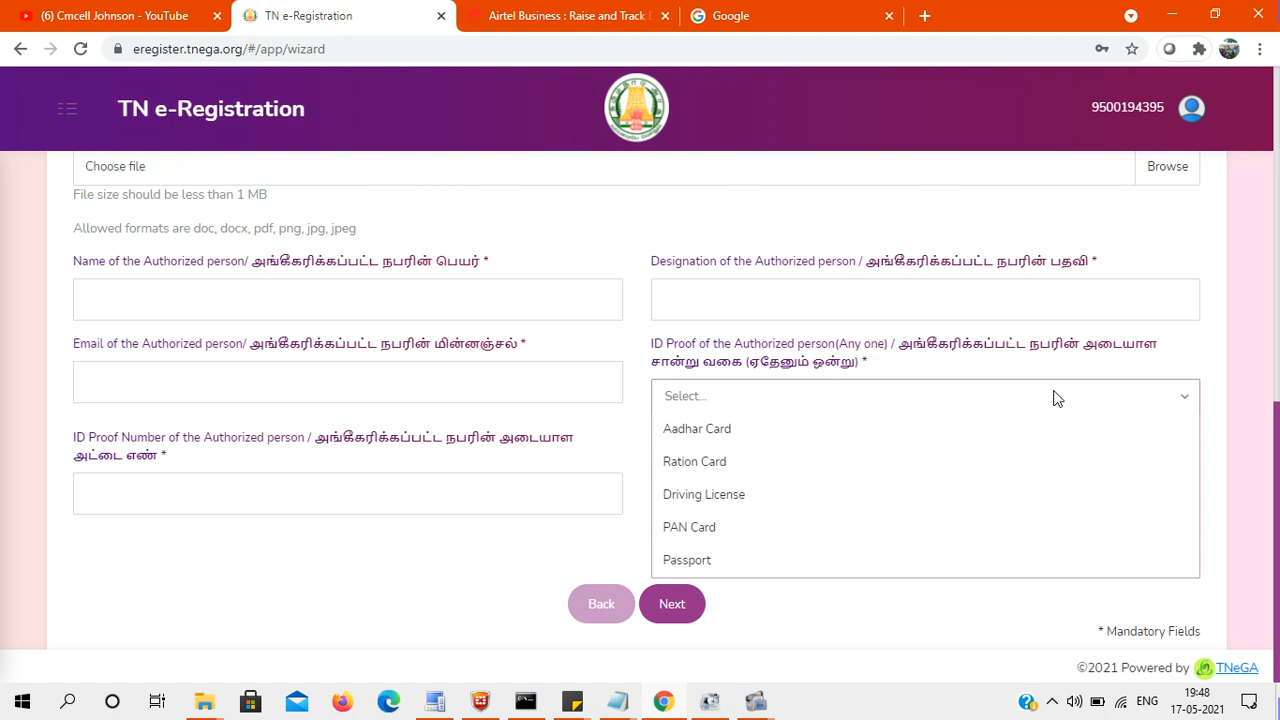 (6) Cmcell Johnson - YouTube
TN e-Registration
Airtel Business : Raise and Track
Google
eregister.tnega.org/#/app/wizard
TN e-Registration
9500194395
Choose file
Browse
File size should be less than 1 MB
Allowed formats are doc, docx, pdf, png, jpg, jpeg
Name of the Authorized person/ அங்கீகரிக்கப்பட்ட நபரின் பெயர் *
Designation of the Authorized person / அங்கீகரிக்கப்பட்ட நபரின் பதவி *
Email of the Authorized person/ அங்கீகரிக்கப்பட்ட நபரின் மின்னஞ்சல் *
ID Proof of the Authorized person(Any one) / அங்கீகரிக்கப்பட்ட நபரின் அடையாள
சான்று வகை (ஏதேனும் ஒன்று) *
Select...
Aadhar Card
Ration Card
Driving License
PAN Card
Passport
ID Proof Number of the Authorized person / அங்கீகரிக்கப்பட்ட நபரின் அடையாள
அட்டை எண் *
Back
Next
* Mandatory Fields
©2021 Powered by TNeGA
ENG
19:48
17-05-2021